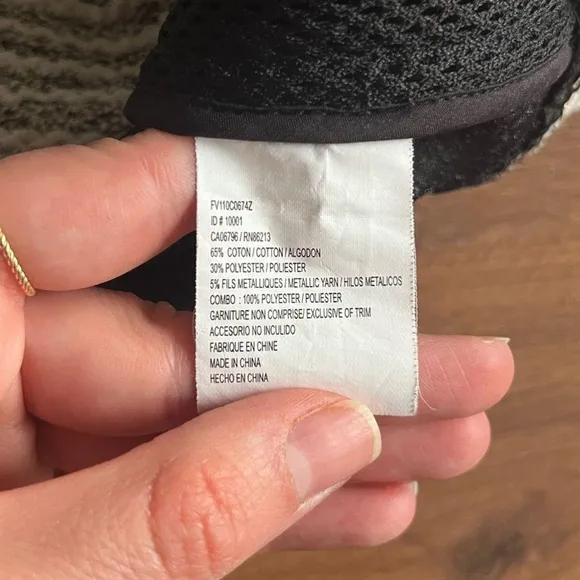 FV110C0674Z
ID # 10001
CA06796 / RN86213
65% COTON / COTTON / ALGODON
30% POLYESTER / POLIESTER
5% FILS METALLIQUES / METALLIC YARN / HILOS METALICOS
COMBO : 100% POLYESTER / POLIESTER
GARNITURE NON COMPRISE/ EXCLUSIVE OF TRIM
ACCESORIO NO INCLUIDO
FABRIQUE EN CHINE
MADE IN CHINA
HECHO EN CHINA